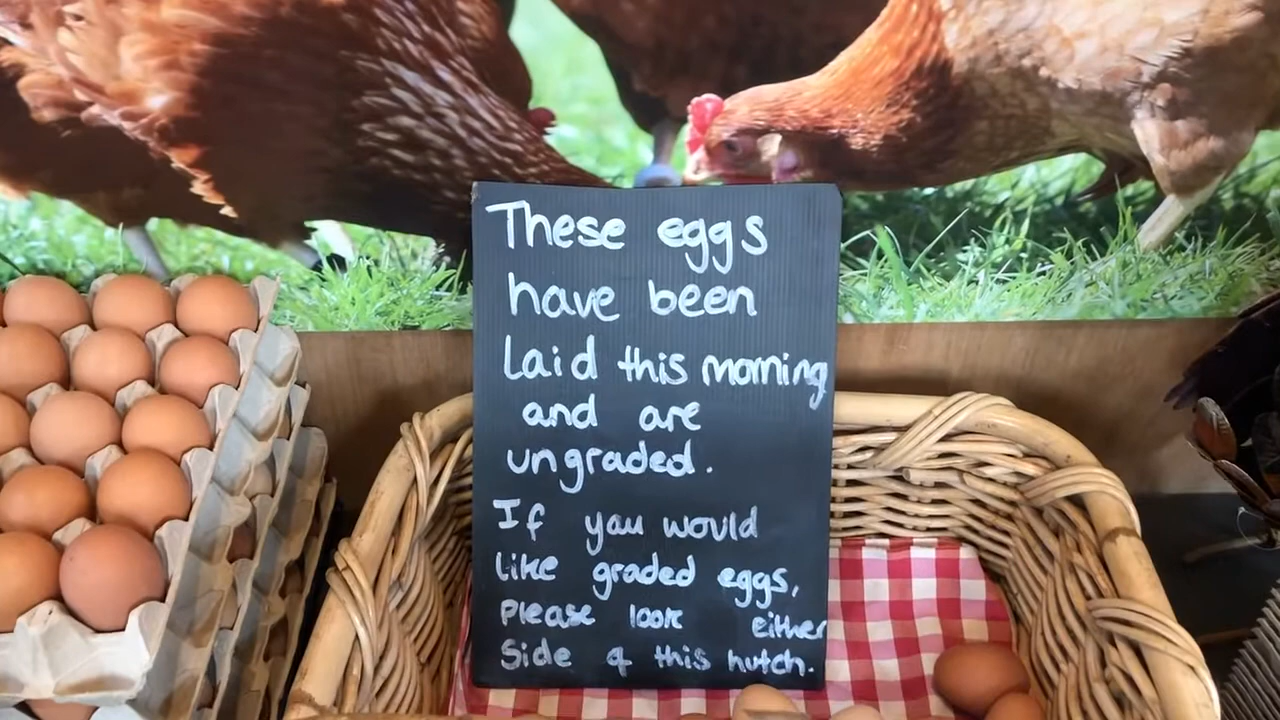 These eggs
have been
Laid this morning
and are
ungraded.
If you would
like graded eggs,
Please look either
Side of this hutch.